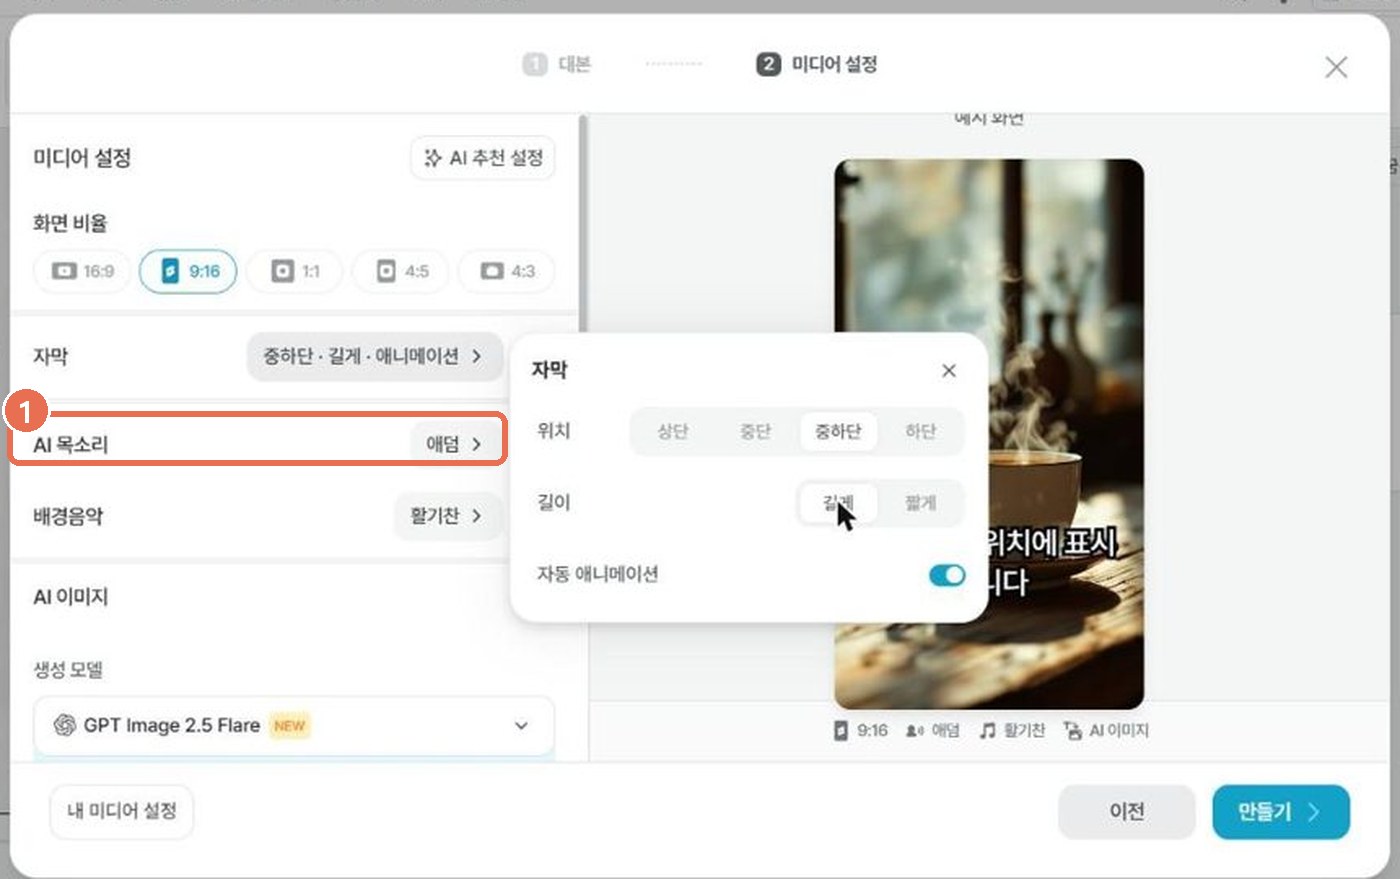 1 대본
2 미디어 설정
미디어 설정
AI 추천 설정
화면 비율
16:9
9:16
1:1
4:5
4:3
자막
중하단 · 길게 · 애니메이션
1
AI 목소리
애덤
배경음악
활기찬
AI 이미지
생성 모델
GPT Image 2.5 Flare NEW
내 미디어 설정
예시 화면
자막
위치
상단
중단
중하단
하단
길이
길게
짧게
자동 애니메이션
위치에 표시
니다
9:16
애덤
활기찬
AI 이미지
이전
만들기